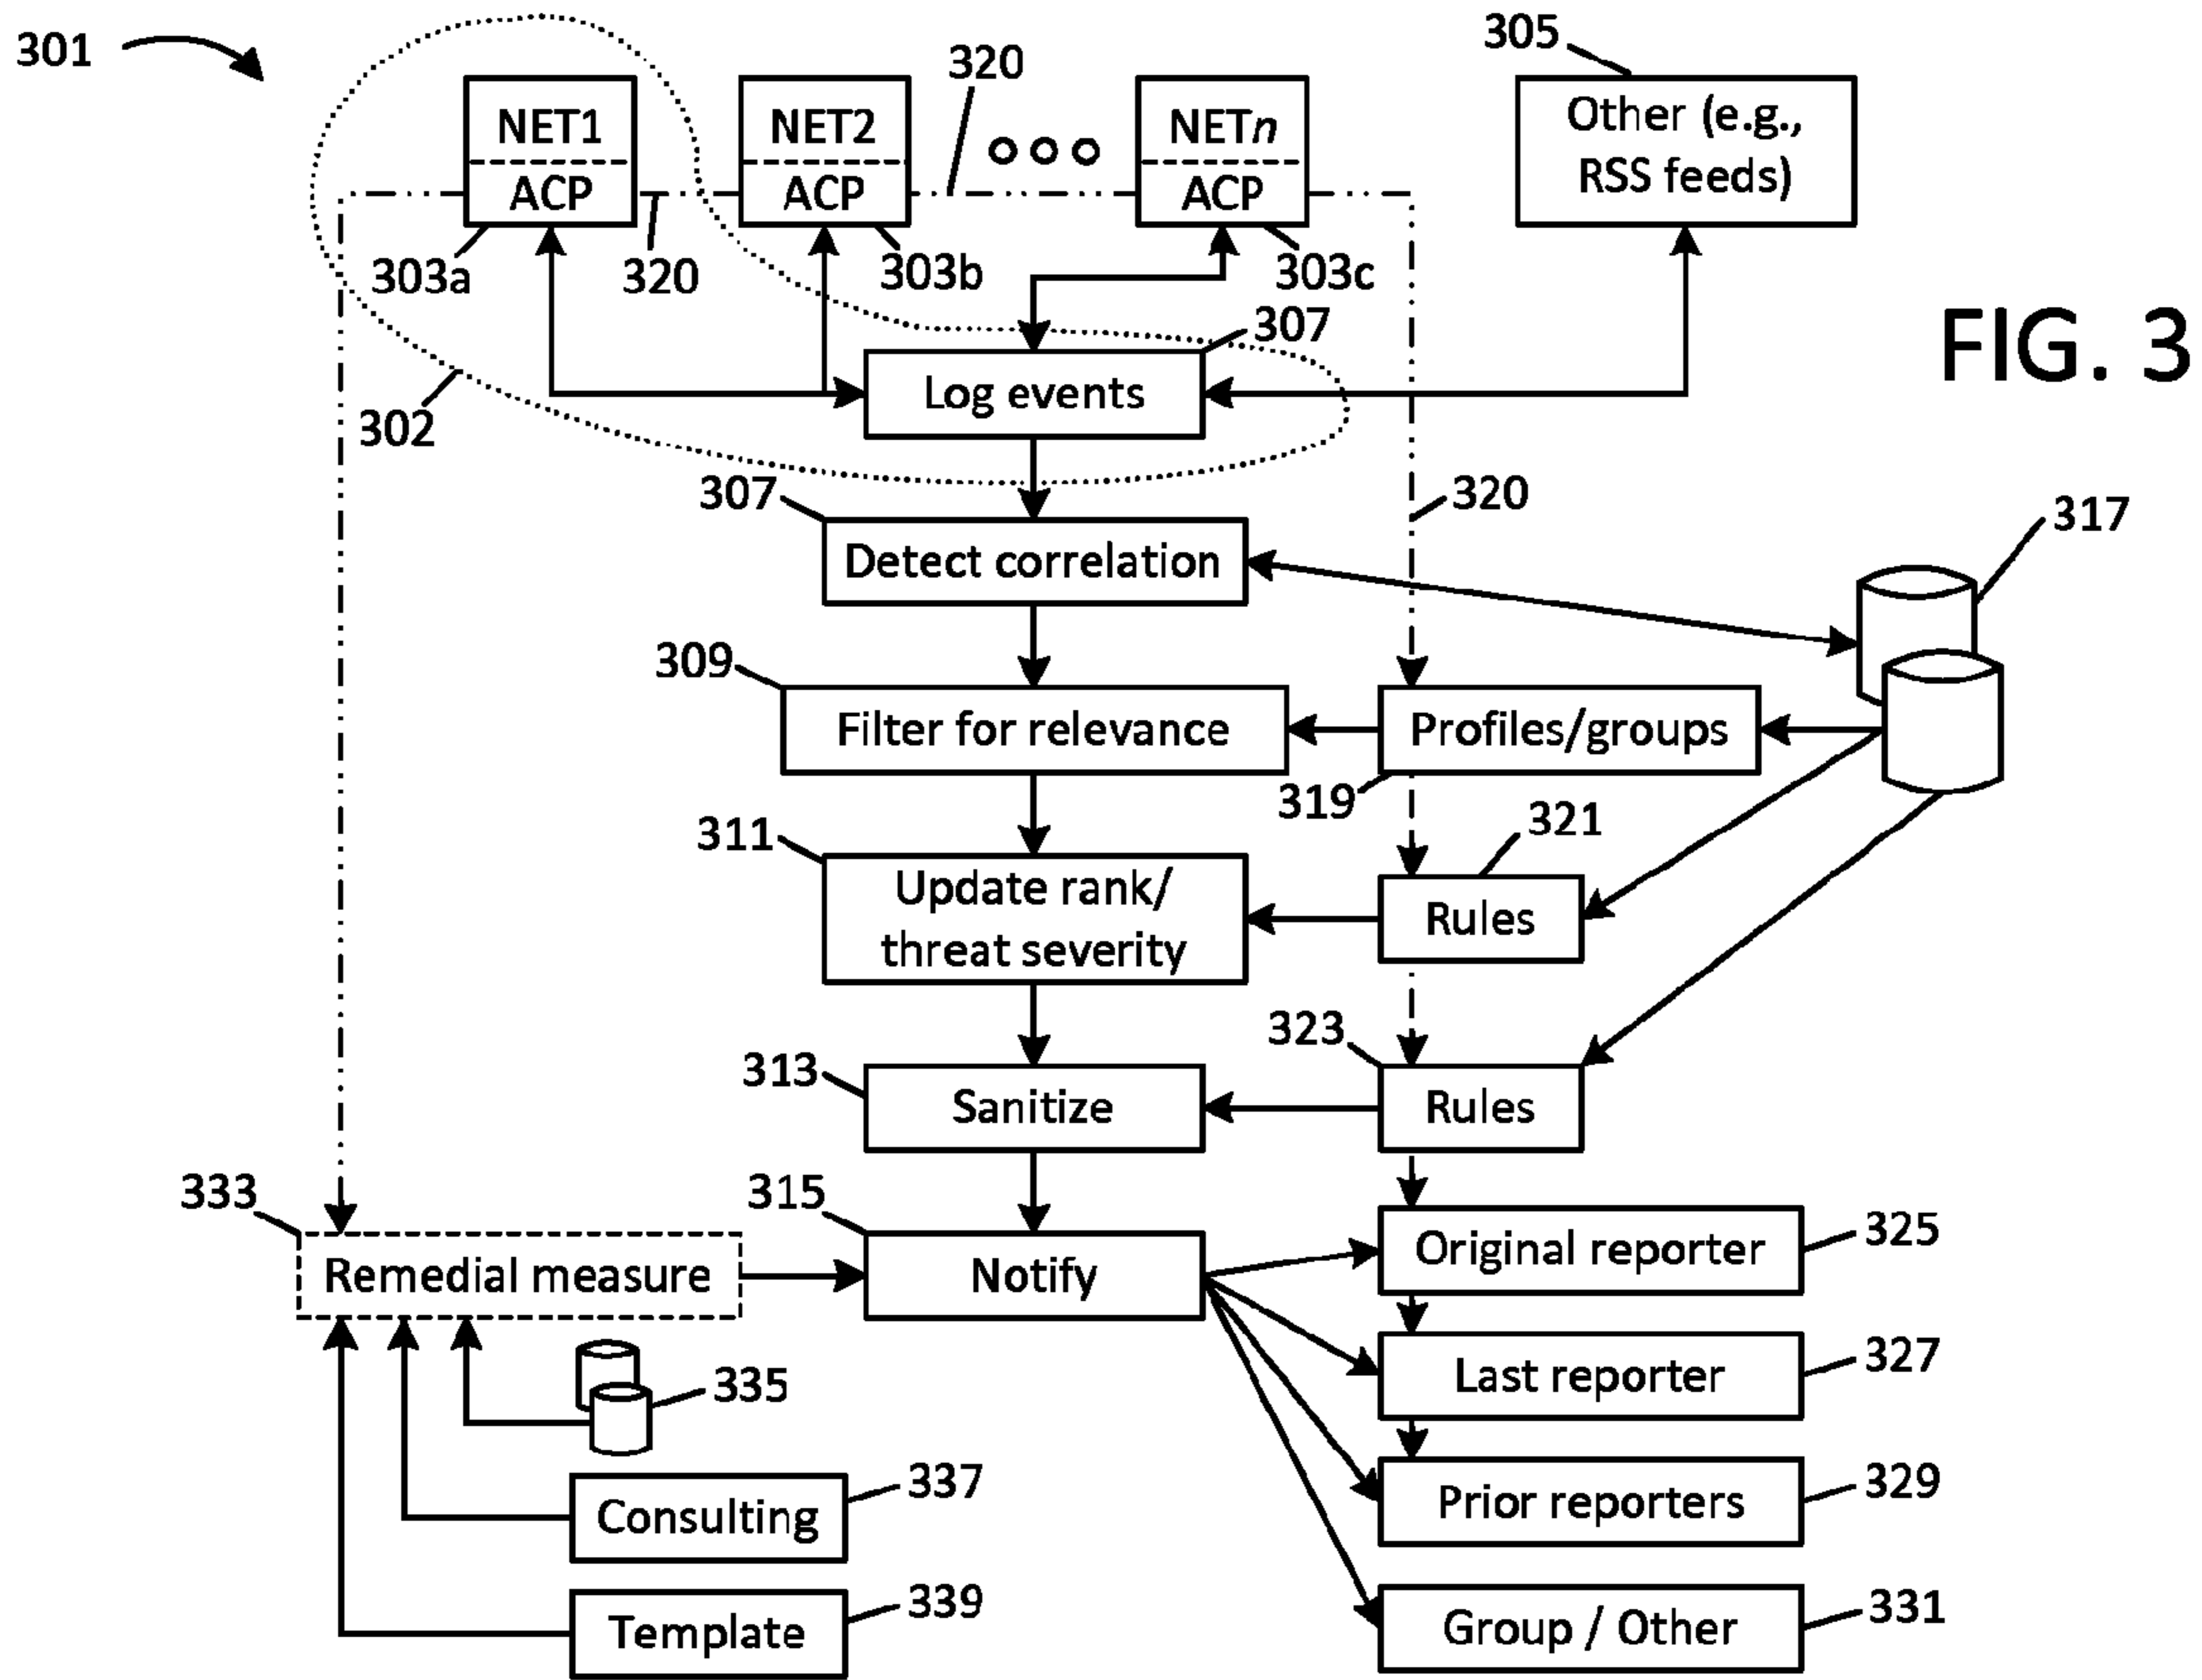 301
305
320
NET1
ACP
NET2
ACP
NETn
ACP
Other (e.g.,
RSS feeds)
303a
320
303b
303c
307
FIG. 3
Log events
302
307
320
317
Detect correlation
309
Filter for relevance
Profiles/groups
319
311
321
Update rank/
threat severity
Rules
323
313
Sanitize
Rules
333
315
Remedial measure
Notify
Original reporter
325
335
Last reporter
327
337
Consulting
Prior reporters
329
339
Template
Group / Other
331